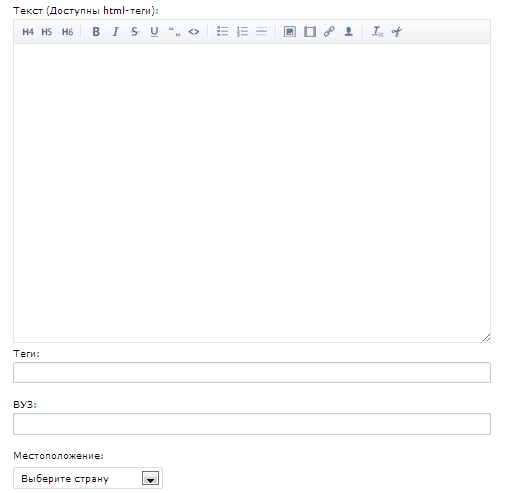 Текст (Доступны html-теги):
H4 H5 H6 B I S U “ „ <>
Теги:
ВУЗ:
Местоположение:
Выберите страну